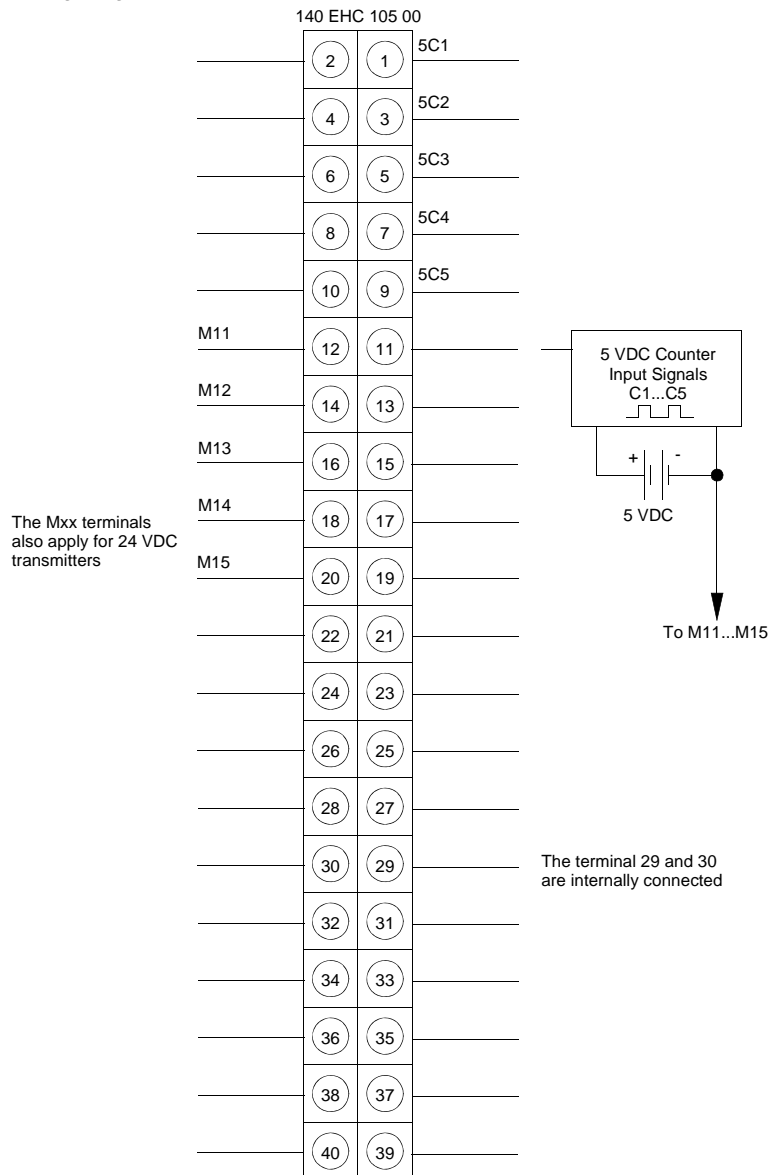 140 EHC 105 00
2 1 5C1
4 3 5C2
6 5 5C3
8 7 5C4
10 9 5C5
M11 12 11
M12 14 13
M13 16 15
M14 18 17
M15 20 19
22 21
24 23
26 25
28 27
30 29
32 31
34 33
36 35
38 37
40 39
The Mxx terminals
also apply for 24 VDC
transmitters
5 VDC Counter
Input Signals
C1...C5
+ -
5 VDC
To M11...M15
The terminal 29 and 30
are internally connected